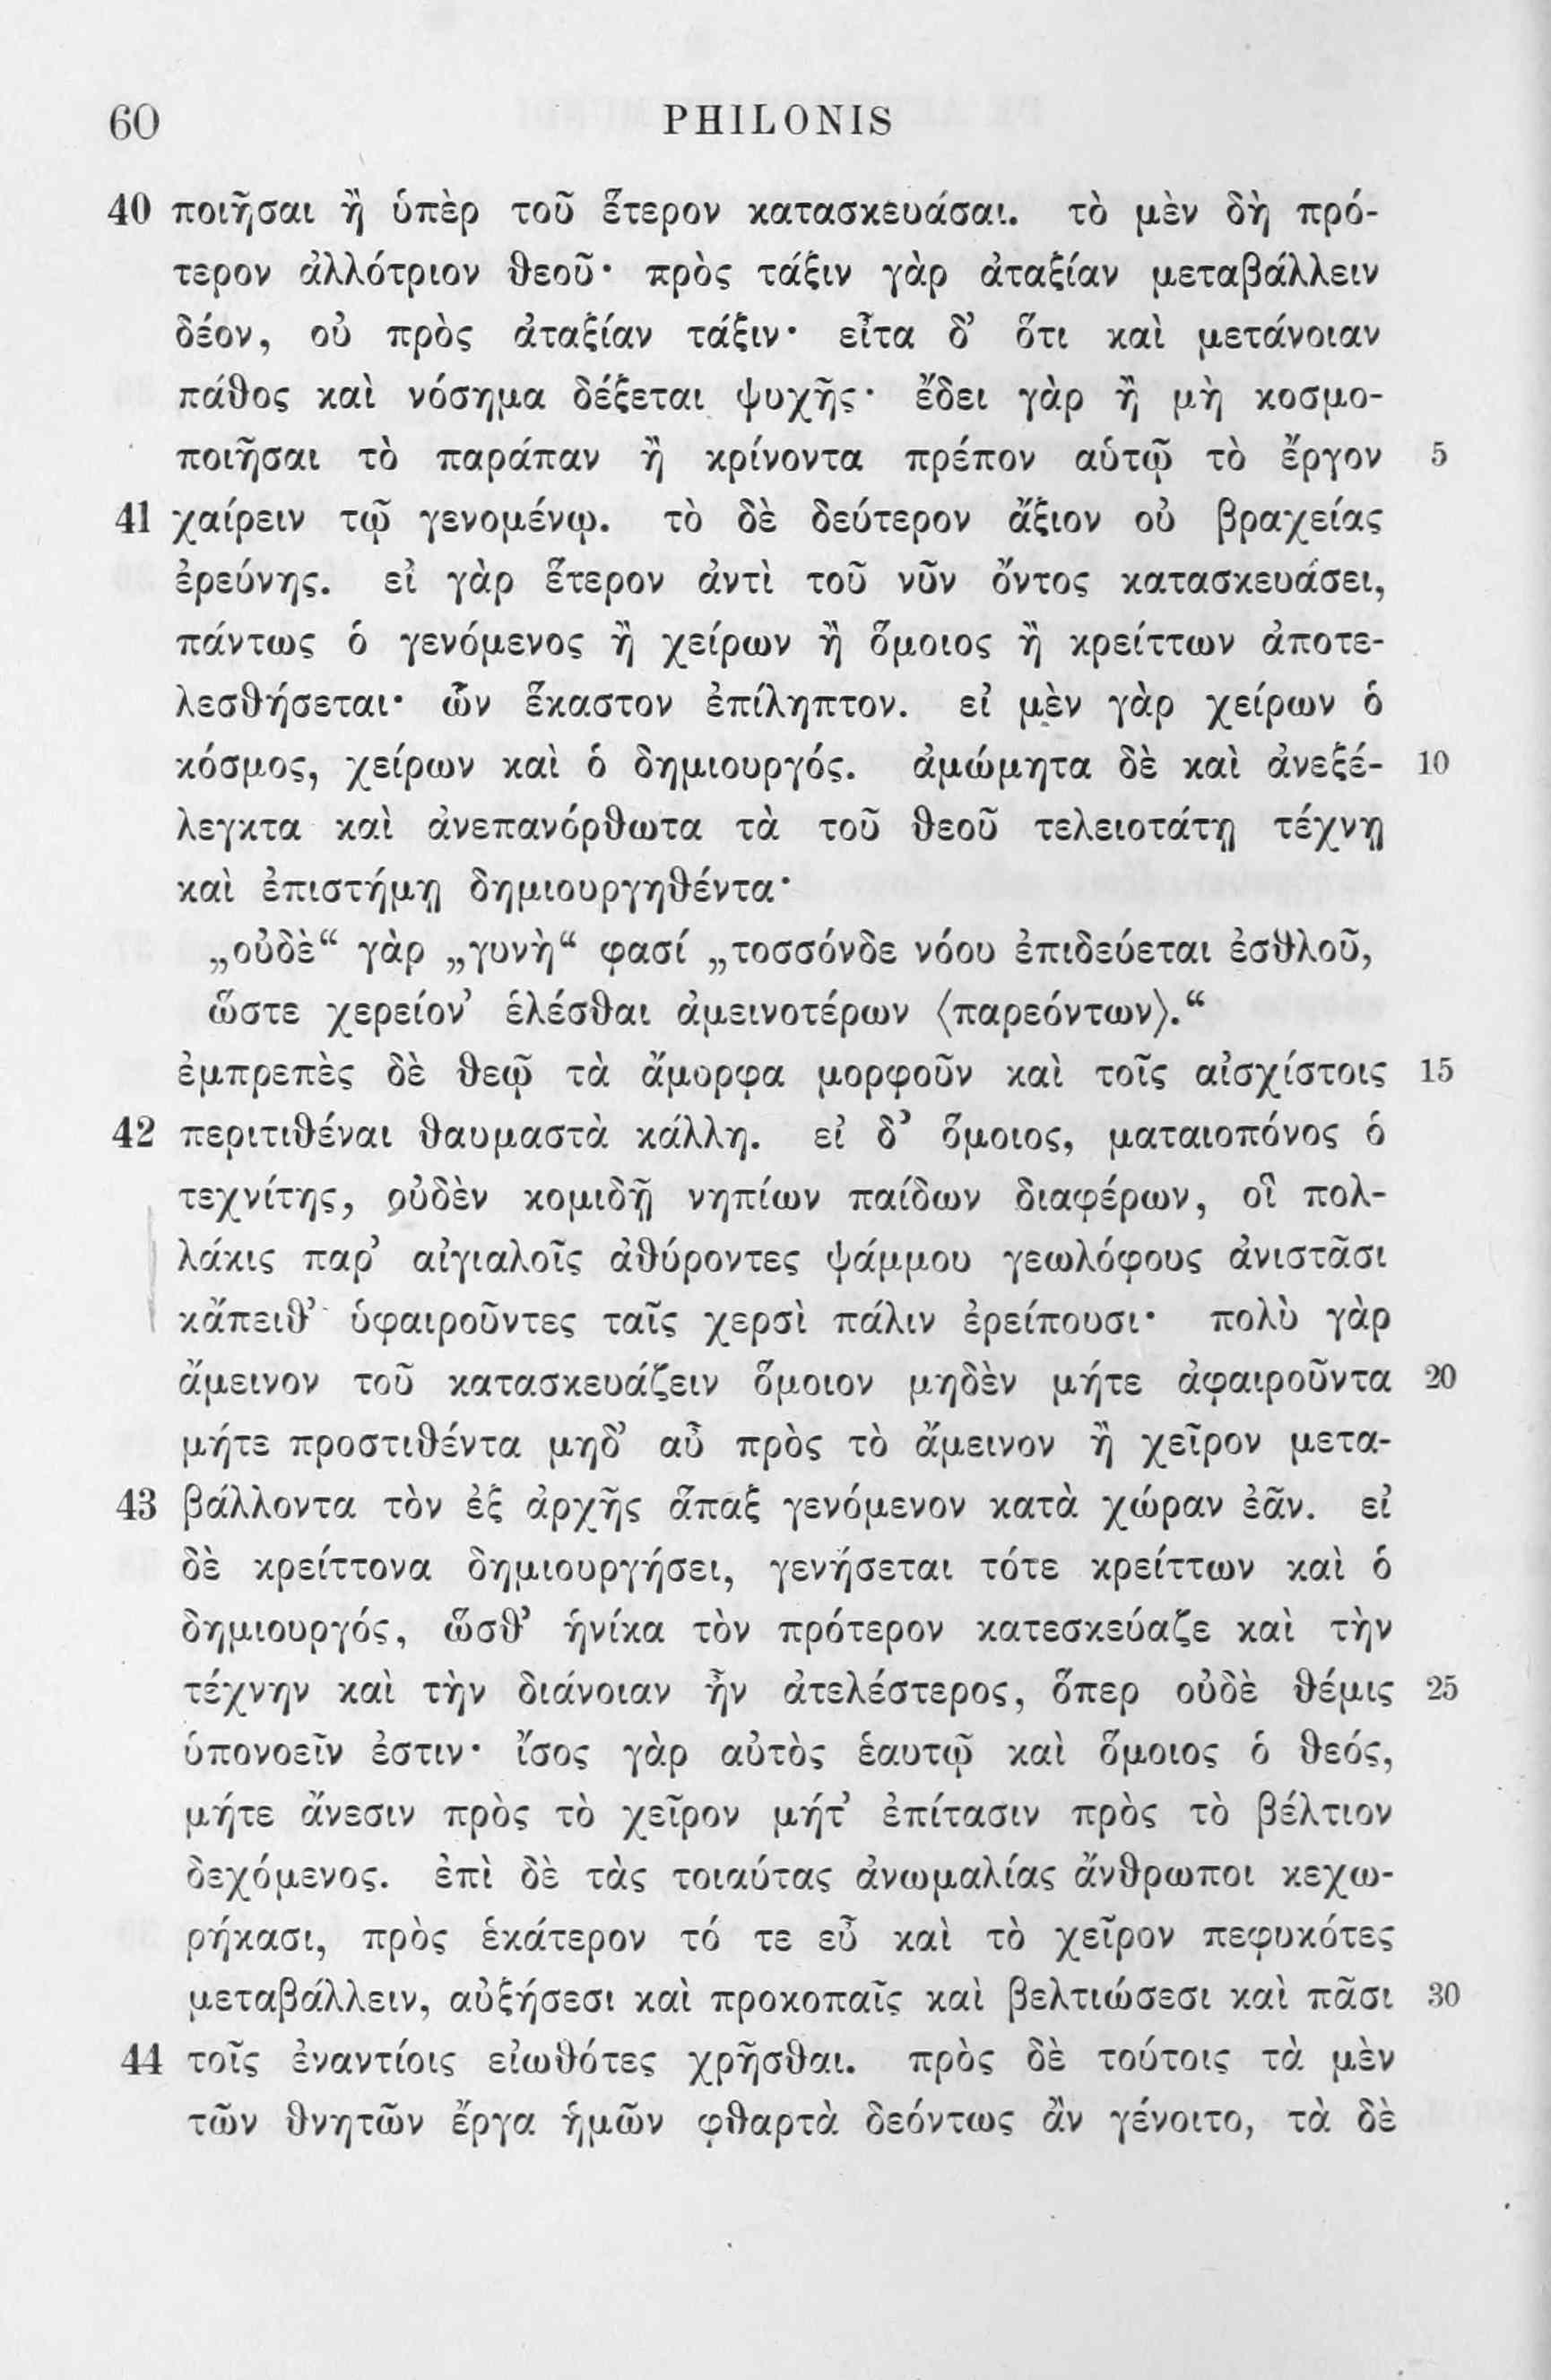 60 PHILONIS
40 ποιῆσαι ἢ ὑπὲρ τοῦ ἕτερον κατασκευάσαι. τὸ μὲν δὴ πρό-
τερον ἀλλότριον θεοῦ· πρὸς τάξιν γὰρ ἀταξίαν μεταβάλλειν
δέον, οὐ πρὸς ἀταξίαν τάξιν· εἶτα δ’ ὅτι καὶ μετάνοιαν
πάθος καὶ νόσημα δέξεται ψυχῆς· ἔδει γὰρ ἢ μὴ κοσμο-
ποιῆσαι τὸ παράπαν ἢ κρίνοντα πρέπον αὑτῷ τὸ ἔργον 5
41 χαίρειν τῷ γενομένῳ. τὸ δὲ δεύτερον ἄξιον οὐ βραχείας
ἐρεύνης. εἰ γὰρ ἕτερον ἀντὶ τοῦ νῦν ὄντος κατασκευάσει,
πάντως ὁ γενόμενος ἢ χείρων ἢ ὅμοιος ἢ κρείττων ἀποτε-
λεσθήσεται· ὧν ἕκαστον ἐπίληπτον. εἰ μὲν γὰρ χείρων ὁ
κόσμος, χείρων καὶ ὁ δημιουργός. ἀμώμητα δὲ καὶ ἀνεξέ- 10
λεγκτα καὶ ἀνεπανόρθωτα τὰ τοῦ θεοῦ τελειοτάτῃ τέχνῃ
καὶ ἐπιστήμῃ δημιουργηθέντα·
„οὐδὲ“ γὰρ „γυνὴ“ φασί „τοσσόνδε νόου ἐπιδεύεται ἐσθλοῦ,
ὥστε χερείον’ ἑλέσθαι ἀμεινοτέρων ⟨παρεόντων⟩.“
ἐμπρεπὲς δὲ θεῷ τὰ ἄμορφα μορφοῦν καὶ τοῖς αἰσχίστοις 15
42 περιτιθέναι θαυμαστὰ κάλλη. εἰ δ’ ὅμοιος, ματαιοπόνος ὁ
τεχνίτης, οὐδὲν κομιδῇ νηπίων παίδων διαφέρων, οἳ πολ-
λάκις παρ’ αἰγιαλοῖς ἀθύροντες ψάμμου γεωλόφους ἀνιστᾶσι
κἄπειθ’ ὑφαιροῦντες ταῖς χερσὶ πάλιν ἐρείπουσι· πολὺ γὰρ
ἄμεινον τοῦ κατασκευάζειν ὅμοιον μηδὲν μήτε ἀφαιροῦντα 20
μήτε προστιθέντα μηδ’ αὖ πρὸς τὸ ἄμεινον ἢ χεῖρον μετα-
43 βάλλοντα τὸν ἐξ ἀρχῆς ἅπαξ γενόμενον κατὰ χώραν ἐᾶν. εἰ
δὲ κρείττονα δημιουργήσει, γενήσεται τότε κρείττων καὶ ὁ
δημιουργός, ὥσθ’ ἡνίκα τὸν πρότερον κατεσκεύαζε καὶ τὴν
τέχνην καὶ τὴν διάνοιαν ἦν ἀτελέστερος, ὅπερ οὐδὲ θέμις 25
ὑπονοεῖν ἐστιν· ἴσος γὰρ αὐτὸς ἑαυτῷ καὶ ὅμοιος ὁ θεός,
μήτε ἄνεσιν πρὸς τὸ χεῖρον μήτ’ ἐπίτασιν πρὸς τὸ βέλτιον
δεχόμενος. ἐπὶ δὲ τὰς τοιαύτας ἀνωμαλίας ἄνθρωποι κεχω-
ρήκασι, πρὸς ἑκάτερον τό τε εὖ καὶ τὸ χεῖρον πεφυκότες
μεταβάλλειν, αὐξήσεσι καὶ προκοπαῖς καὶ βελτιώσεσι καὶ πᾶσι 30
44 τοῖς ἐναντίοις εἰωθότες χρῆσθαι. πρὸς δὲ τούτοις τὰ μὲν
τῶν θνητῶν ἔργα ἡμῶν φθαρτὰ δεόντως ἂν γένοιτο, τὰ δὲ